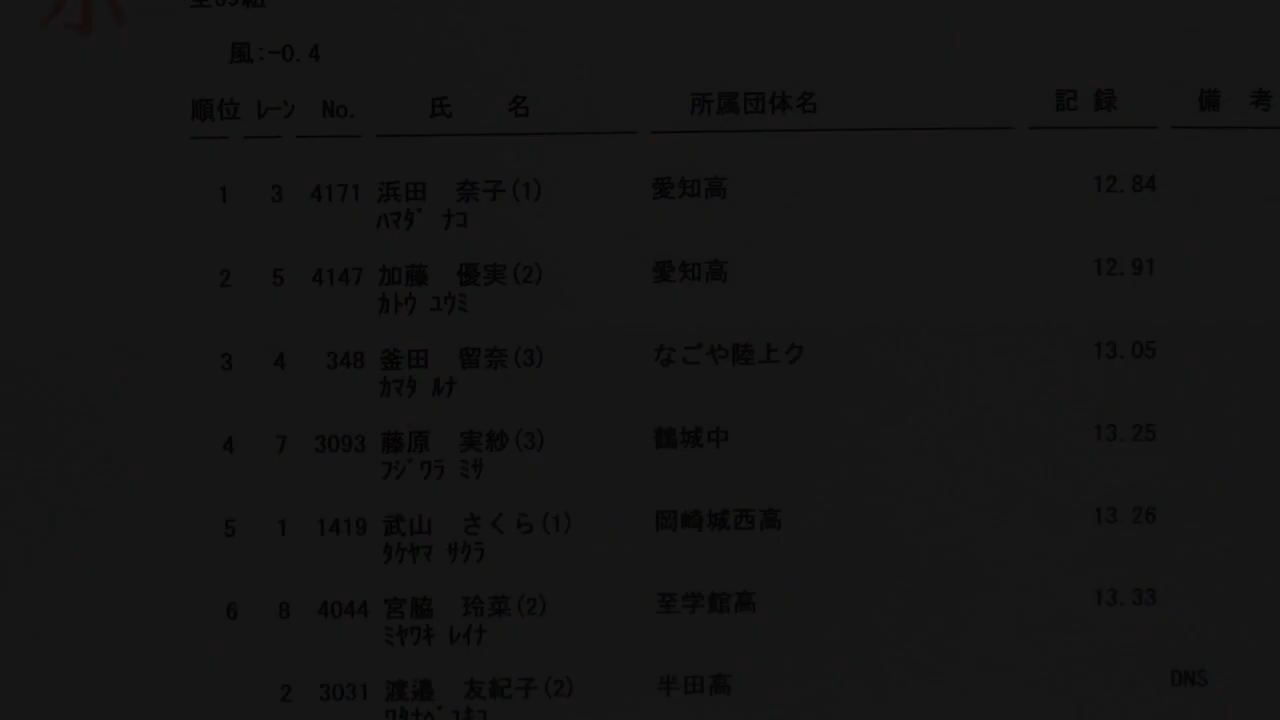 風:-0.4
順位 レーン No. 氏 名 所属団体名 記 録 備 考
1 3 4171 浜田 奈子(1) 愛知高 12.84
ﾊﾏﾀﾞ ﾅｺ
2 5 4147 加藤 優実(2) 愛知高 12.91
ｶﾄｳ ﾕｳﾐ
3 4 348 釜田 留奈(3) なごや陸上ク 13.05
ｶﾏﾀ ﾙﾅ
4 7 3093 藤原 実紗(3) 鶴城中 13.25
ﾌｼﾞﾜﾗ ﾐｻ
5 1 1419 武山 さくら(1) 岡崎城西高 13.26
ﾀｹﾔﾏ ｻｸﾗ
6 8 4044 宮脇 玲菜(2) 至学館高 13.33
ﾐﾔﾜｷ ﾚｲﾅ
2 3031 渡邉 友紀子(2) 半田高 DNS